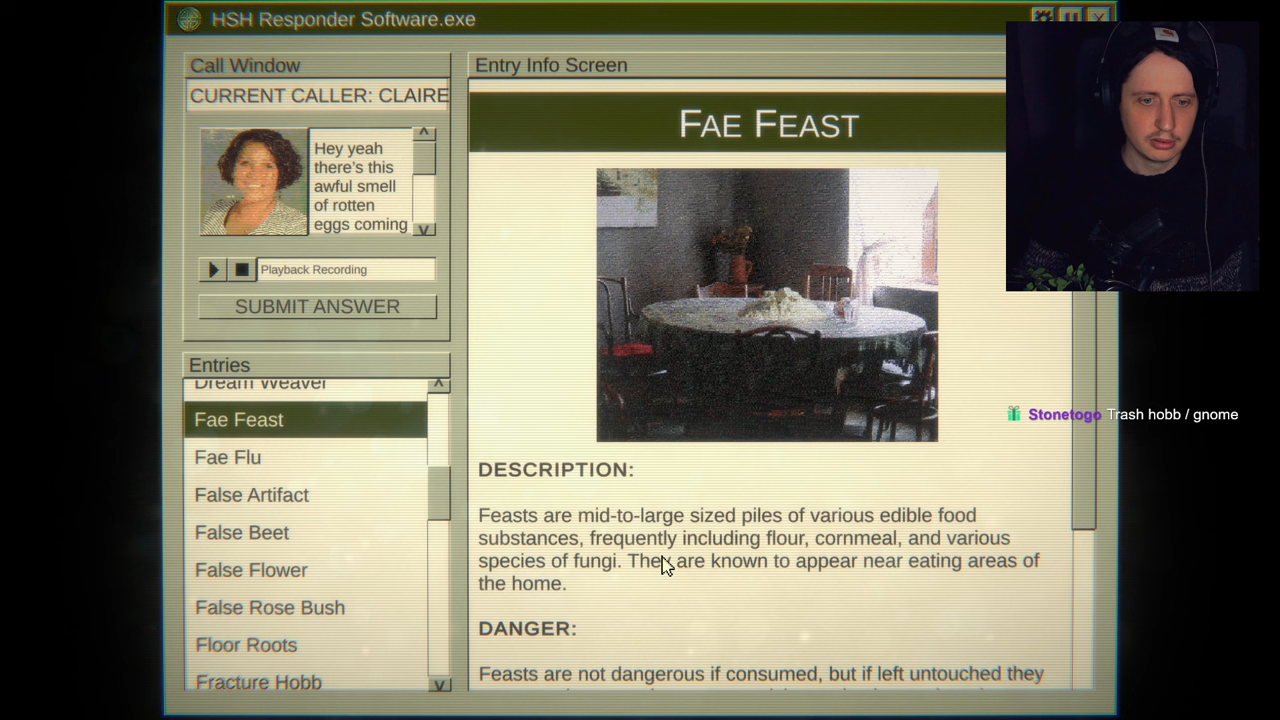 HSH Responder Software.exe
Call Window
CURRENT CALLER: CLAIRE
Hey yeah
there's this
awful smell
of rotten
eggs coming
Playback Recording
SUBMIT ANSWER
Entries
Dream Weaver
Fae Feast
Fae Flu
False Artifact
False Beet
False Flower
False Rose Bush
Floor Roots
Fracture Hobb
Entry Info Screen
FAE FEAST
DESCRIPTION:
Feasts are mid-to-large sized piles of various edible food
substances, frequently including flour, cornmeal, and various
species of fungi. They are known to appear near eating areas of
the home.
DANGER:
Feasts are not dangerous if consumed, but if left untouched they
Stonetogo Trash hobb / gnome